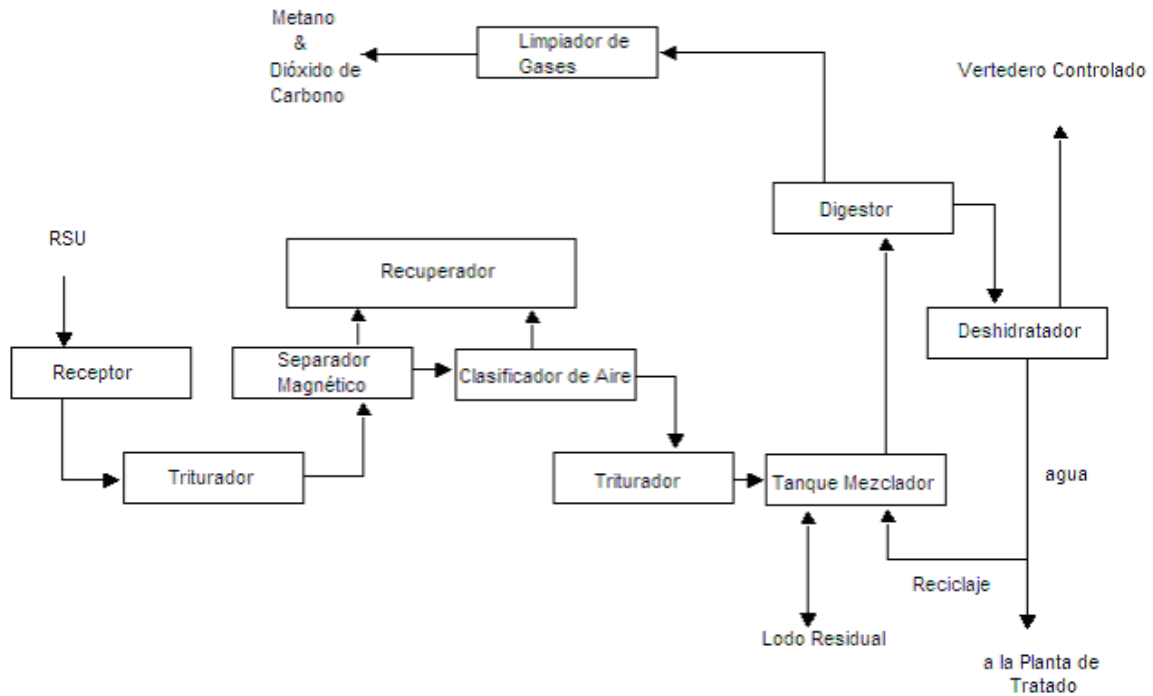 Metano
&
Dióxido de
Carbono
Limpiador de
Gases
Vertedero Controlado
Digestor
RSU
Recuperador
Deshidratador
Receptor
Separador
Magnético
Clasificador de Aire
Triturador
Triturador
Tanque Mezclador
agua
Reciclaje
Lodo Residual
a la Planta de
Tratado